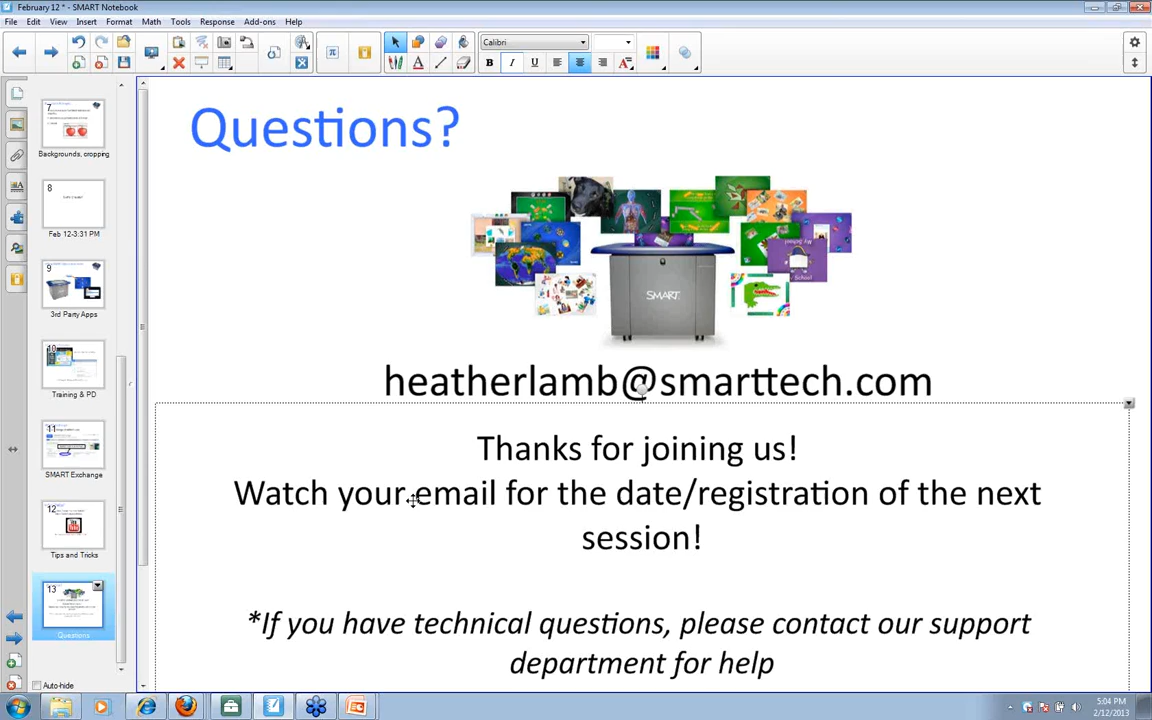 February 12 * - SMART Notebook
File Edit View Insert Format Math Tools Response Add-ons Help
Calibri
B I U
7
Backgrounds, cropping
8
Feb 12-3:31 PM
9
3rd Party Apps
10
Training & PD
11
SMART Exchange
12
Tips and Tricks
13
Questions
Auto-hide
Questions?
SMART
heatherlamb@smarttech.com
Thanks for joining us!
Watch your email for the date/registration of the next
session!
*If you have technical questions, please contact our support
department for help
5:04 PM
2/12/2013